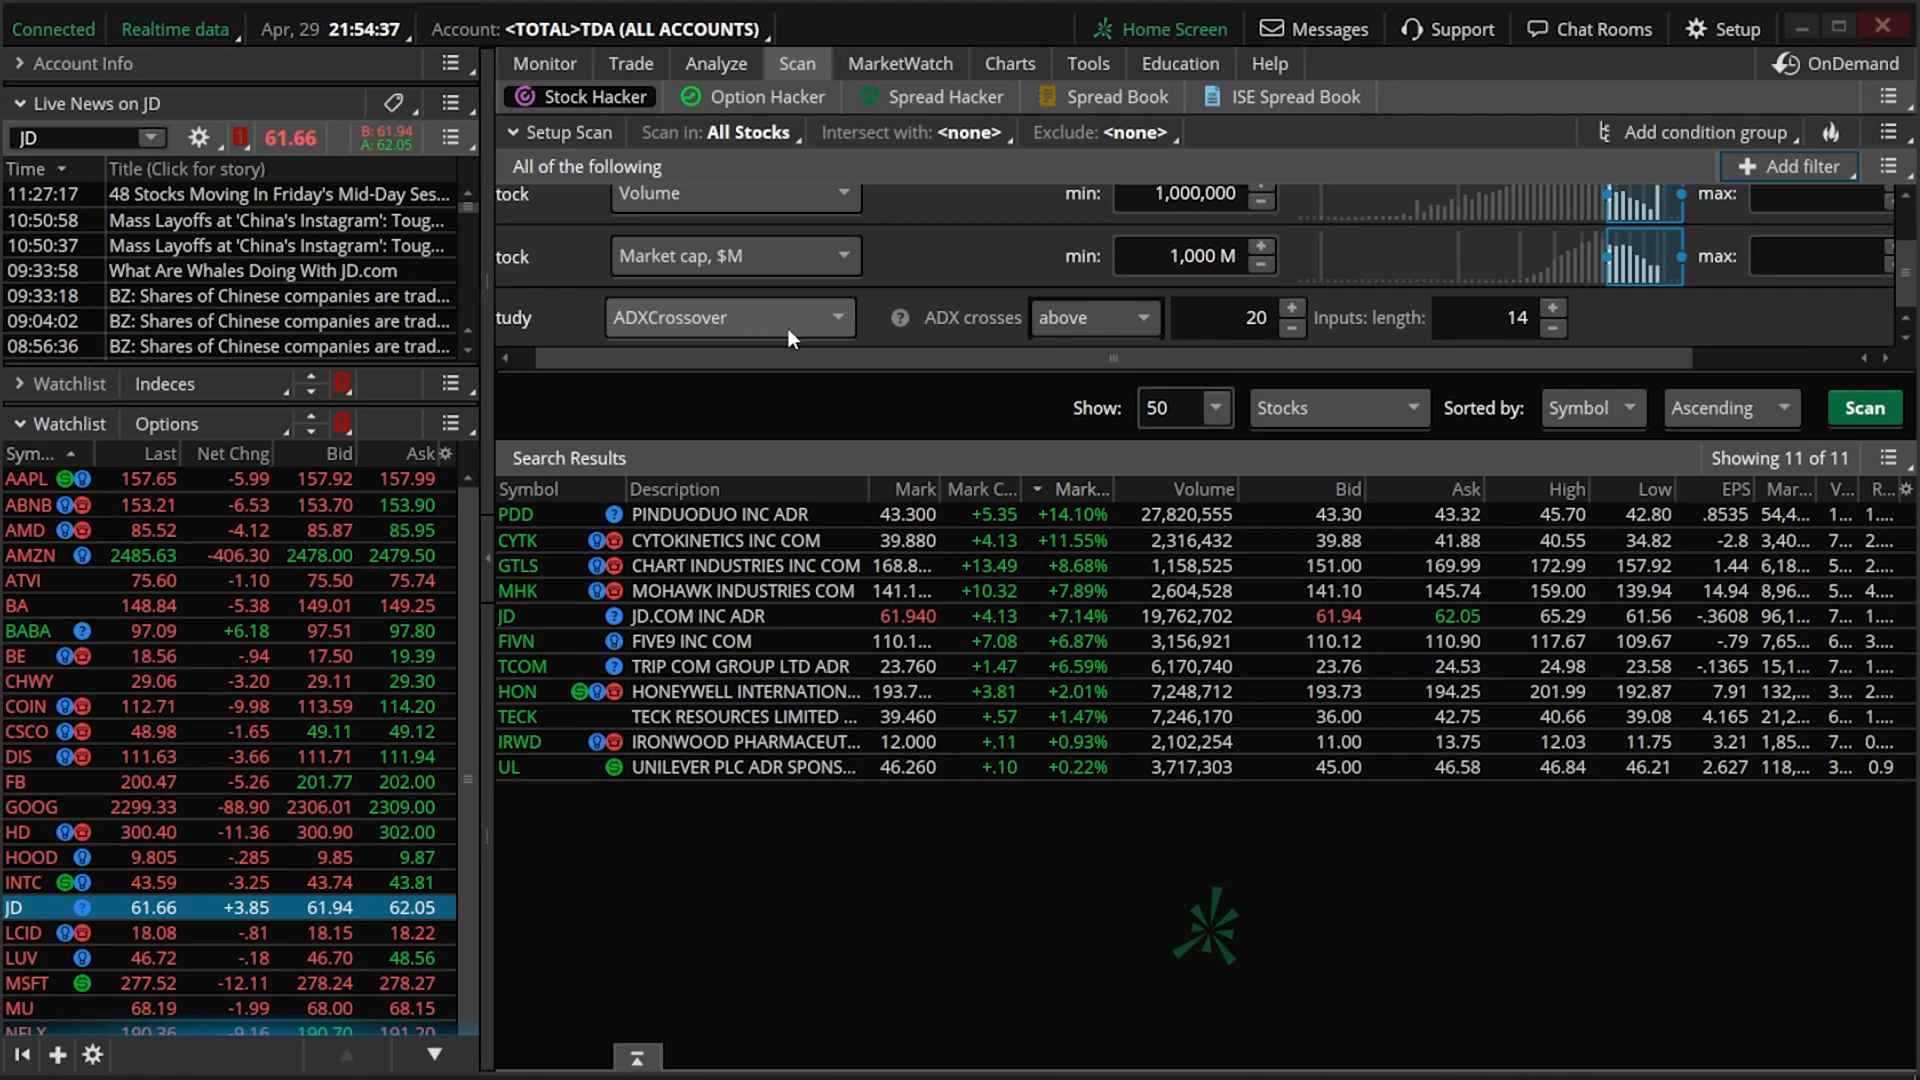 Connected Realtime data Apr, 29 21:54:37 Account: <TOTAL>TDA (ALL ACCOUNTS) Home Screen Messages Support Chat Rooms Setup
Account Info
Monitor Trade Analyze Scan MarketWatch Charts Tools Education Help OnDemand
Live News on JD
Stock Hacker Option Hacker Spread Hacker Spread Book ISE Spread Book
JD 1 61.66 B: 61.94 A: 62.05
Setup Scan Scan in: All Stocks Intersect with: <none> Exclude: <none> Add condition group
All of the following Add filter
Time Title (Click for story)
11:27:17 48 Stocks Moving In Friday's Mid-Day Ses...
10:50:58 Mass Layoffs at 'China's Instagram': Toug...
10:50:37 Mass Layoffs at 'China's Instagram': Toug...
09:33:58 What Are Whales Doing With JD.com
09:33:18 BZ: Shares of Chinese companies are trad...
09:04:02 BZ: Shares of Chinese companies are trad...
08:56:36 BZ: Shares of Chinese companies are trad...
tock Volume min: 1,000,000 max:
tock Market cap, $M min: 1,000 M max:
tudy ADXCrossover ADX crosses above 20 Inputs: length: 14
Watchlist Indeces
Watchlist Options
Show: 50 Stocks Sorted by: Symbol Ascending Scan
Sym... Last Net Chng Bid Ask
AAPL 157.65 -5.99 157.92 157.99
ABNB 153.21 -6.53 153.70 153.90
AMD 85.52 -4.12 85.87 85.95
AMZN 2485.63 -406.30 2478.00 2479.50
ATVI 75.60 -1.10 75.50 75.74
BA 148.84 -5.38 149.01 149.25
BABA 97.09 +6.18 97.51 97.80
BE 18.56 -.94 17.50 19.39
CHWY 29.06 -3.20 29.11 29.30
COIN 112.71 -9.98 113.59 114.20
CSCO 48.98 -1.65 49.11 49.12
DIS 111.63 -3.66 111.71 111.94
FB 200.47 -5.26 201.77 202.00
GOOG 2299.33 -88.90 2306.01 2309.00
HD 300.40 -11.36 300.90 302.00
HOOD 9.805 -.285 9.85 9.87
INTC 43.59 -3.25 43.74 43.81
JD 61.66 +3.85 61.94 62.05
LCID 18.08 -.81 18.15 18.22
LUV 46.72 -.18 46.70 48.56
MSFT 277.52 -12.11 278.24 278.27
MU 68.19 -1.99 68.00 68.15
NFLX 190.36 -9.16 190.70 191.20
Search Results Showing 11 of 11
Symbol Description Mark Mark C... Mark... Volume Bid Ask High Low EPS Mar... V... R...
PDD PINDUODUO INC ADR 43.300 +5.35 +14.10% 27,820,555 43.30 43.32 45.70 42.80 .8535 54,4... 1... 1....
CYTK CYTOKINETICS INC COM 39.880 +4.13 +11.55% 2,316,432 39.88 41.88 40.55 34.82 -2.8 3,40... 7... 2....
GTLS CHART INDUSTRIES INC COM 168.8... +13.49 +8.68% 1,158,525 151.00 169.99 172.99 157.92 1.44 6,18... 5... 2....
MHK MOHAWK INDUSTRIES COM 141.1... +10.32 +7.89% 2,604,528 141.10 145.74 159.00 139.94 14.94 8,96... 5... 4....
JD JD.COM INC ADR 61.940 +4.13 +7.14% 19,762,702 61.94 62.05 65.29 61.56 -.3608 96,1... 7... 1....
FIVN FIVE9 INC COM 110.1... +7.08 +6.87% 3,156,921 110.12 110.90 117.67 109.67 -.79 7,65... 6... 3....
TCOM TRIP COM GROUP LTD ADR 23.760 +1.47 +6.59% 6,170,740 23.76 24.53 24.98 23.58 -.1365 15,1... 7... 1....
HON HONEYWELL INTERNATION... 193.7... +3.81 +2.01% 7,248,712 193.73 194.25 201.99 192.87 7.91 132,... 3... 2....
TECK TECK RESOURCES LIMITED ... 39.460 +.57 +1.47% 7,246,170 36.00 42.75 40.66 39.08 4.165 21,2... 6... 1....
IRWD IRONWOOD PHARMACEUT... 12.000 +.11 +0.93% 2,102,254 11.00 13.75 12.03 11.75 3.21 1,85... 7... 0....
UL UNILEVER PLC ADR SPONS... 46.260 +.10 +0.22% 3,717,303 45.00 46.58 46.84 46.21 2.627 118,... 3... 0.9